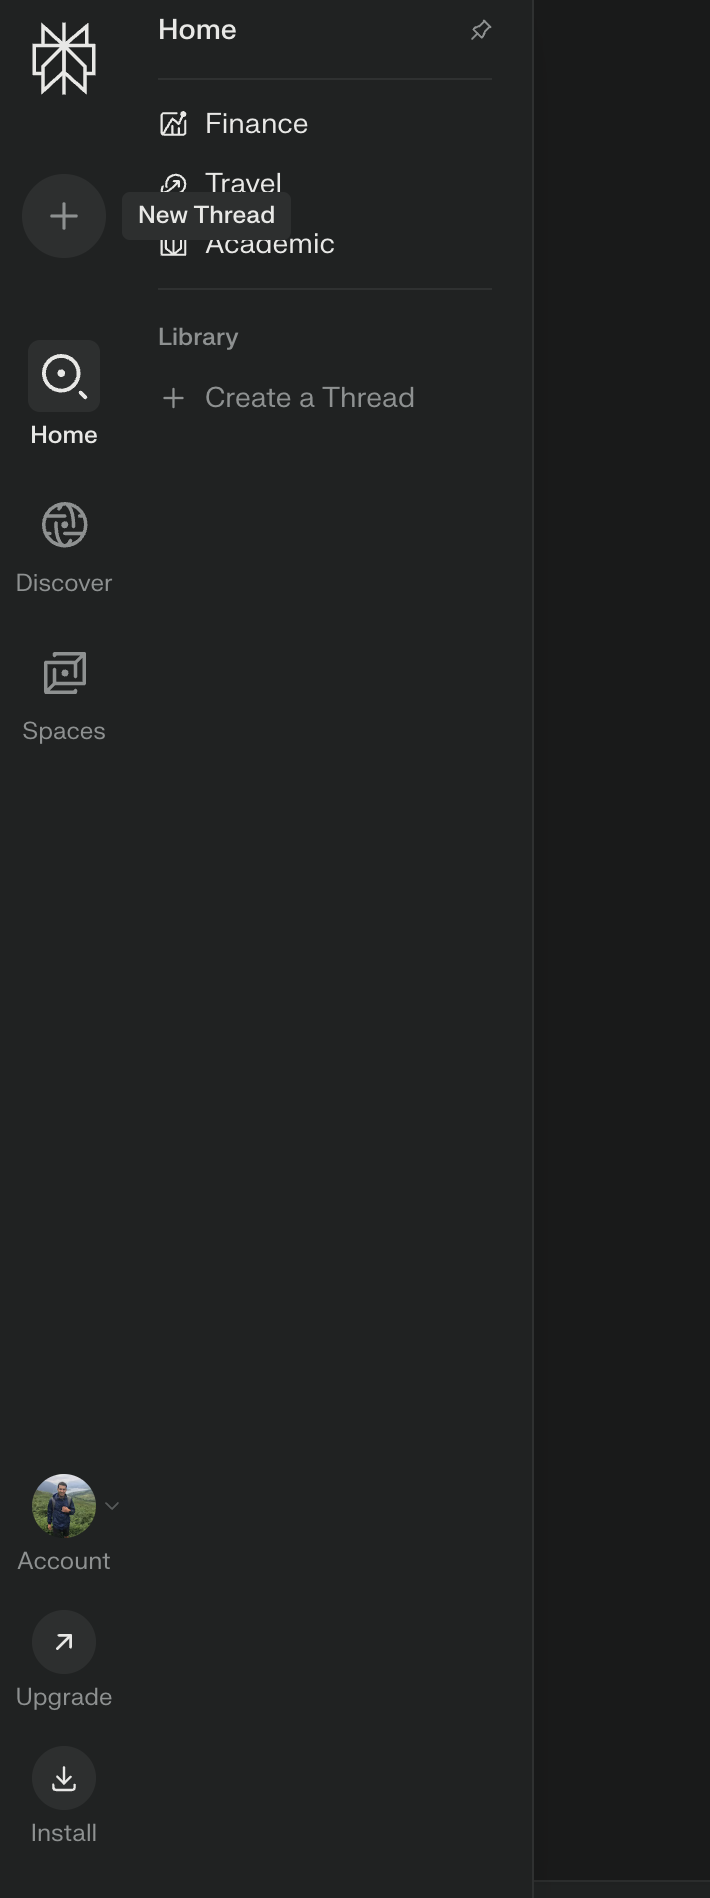 Home
Finance
Travel
New Thread
Academic
Library
Create a Thread
Home
Discover
Spaces
Account
Upgrade
Install